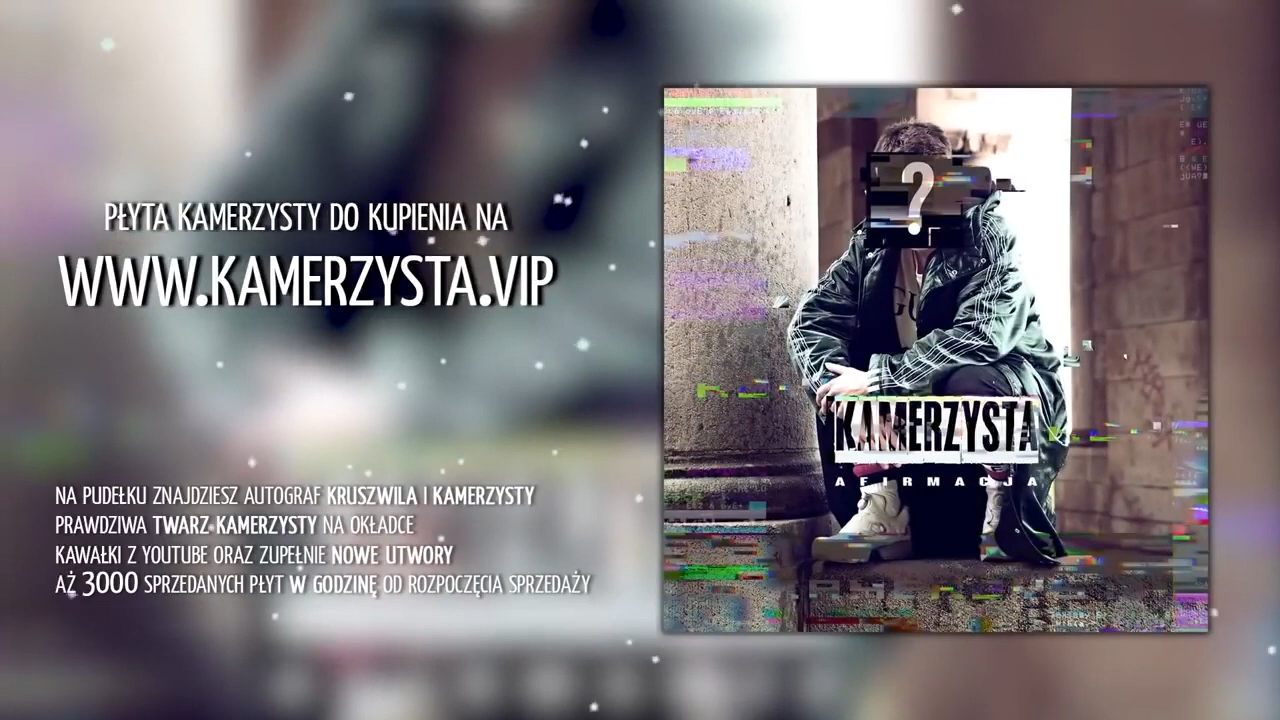 PŁYTA KAMERZYSTY DO KUPIENIA NA
WWW.KAMERZYSTA.VIP
NA PUDEŁKU ZNAJDZIESZ AUTOGRAF KRUSZWILA I KAMERZYSTY
PRAWDZIWA TWARZ KAMERZYSTY NA OKŁADCE
KAWAŁKI Z YOUTUBE ORAZ ZUPEŁNIE NOWE UTWORY
AŻ 3000 SPRZEDANYCH PŁYT W GODZINĘ OD ROZPOCZĘCIA SPRZEDAŻY
?
KAMERZYSTA
AFIRMACJA